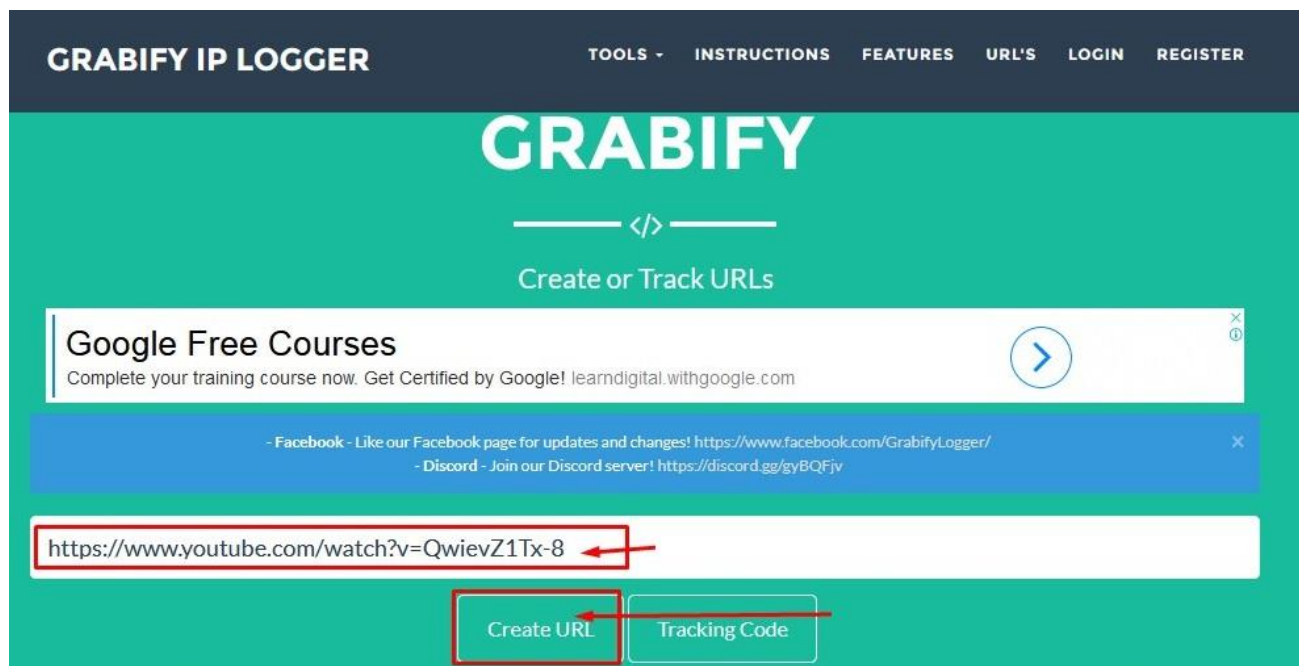 GRABIFY IP LOGGER
TOOLS - INSTRUCTIONS FEATURES URL'S LOGIN REGISTER
GRABIFY
</>
Create or Track URLs
Google Free Courses
Complete your training course now. Get Certified by Google! learndigital.withgoogle.com
- Facebook - Like our Facebook page for updates and changes! https://www.facebook.com/GrabifyLogger/
- Discord - Join our Discord server! https://discord.gg/gyBQFjv
https://www.youtube.com/watch?v=QwievZ1Tx-8
Create URL Tracking Code